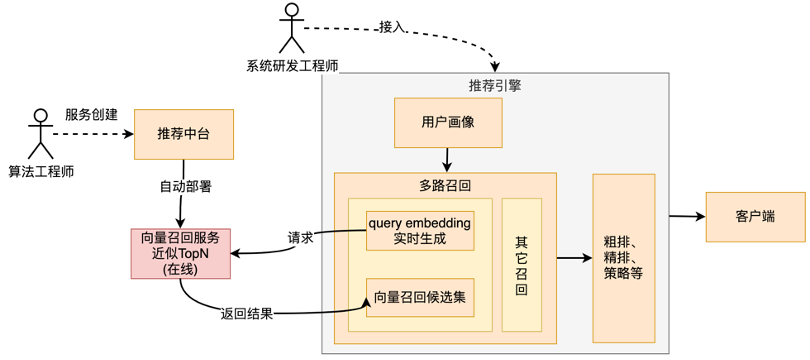 接入
系统研发工程师
推荐引擎
服务创建
算法工程师
推荐中台
用户画像
自动部署
多路召回
向量召回服务
近似TopN
(在线)
请求
query embedding
实时生成
其它召回
粗排、
精排、
策略等
客户端
返回结果
向量召回候选集